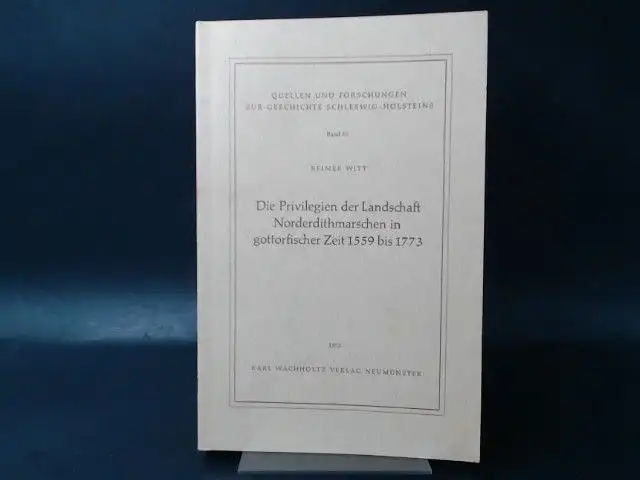 QUELLEN UND FORSCHUNGEN
ZUR GESCHICHTE SCHLESWIG-HOLSTEINS
Band
REIMER WITT
Die Privilegien der Landschaft
Norderdithmarschen in
gottorfischer Zeit 1559 bis 1773
KARL WACHHOLTZ VERLAG NEUMÜNSTER